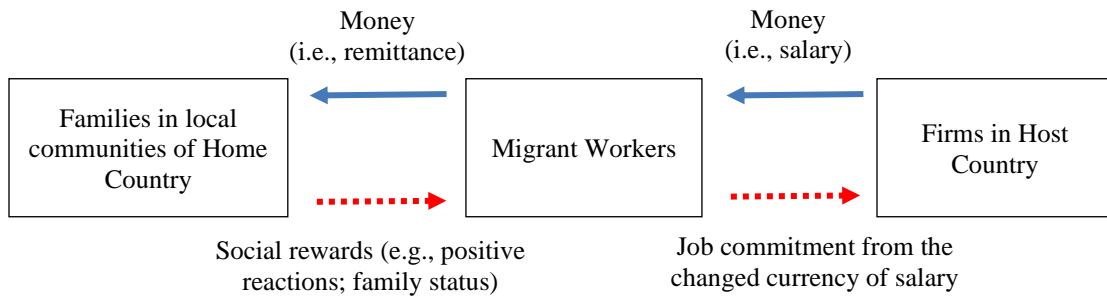 Money
(i.e., remittance)
Money
(i.e., salary)
Families in local
communities of Home
Country
Migrant Workers
Firms in Host
Country
Social rewards (e.g., positive
reactions; family status)
Job commitment from the
changed currency of salary